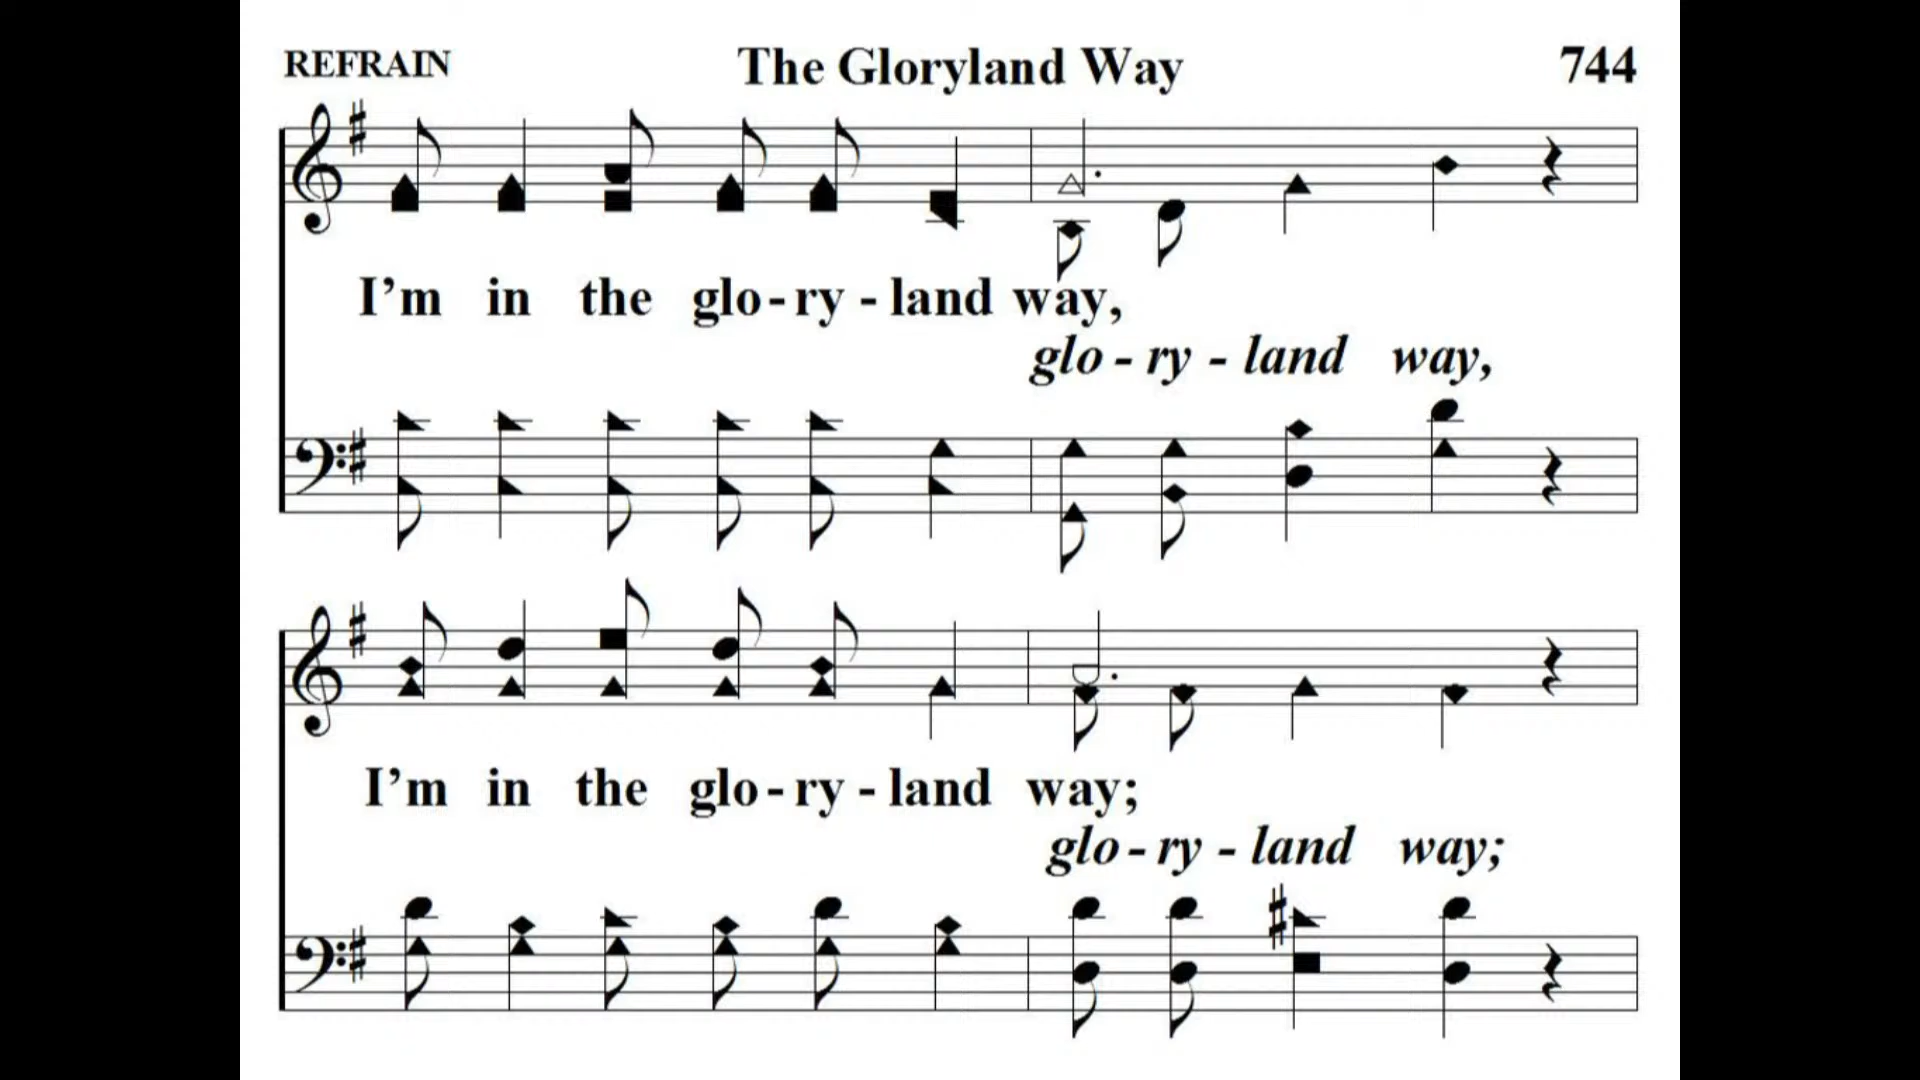 REFRAIN The Gloryland Way 744
I’m in the glo-ry-land way,
glo-ry-land way,
I’m in the glo-ry-land way;
glo-ry-land way;